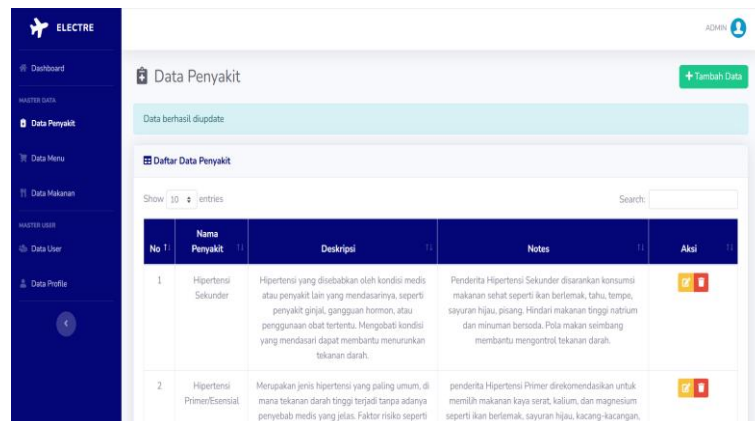 ELECTRE
ADMIN
Dashboard
MASTER DATA
Data Penyakit
Data Menu
Data Makanan
MASTER USER
Data User
Data Profile
Data Penyakit
+ Tambah Data
Data berhasil diupdate
Daftar Data Penyakit
Show 10 entries
Search:
No
Nama
Penyakit
Deskripsi
Notes
Aksi
1
Hipertensi
Sekunder
Hipertensi yang disebabkan oleh kondisi medis
atau penyakit lain yang mendasarinya, seperti
penyakit ginjal, gangguan hormon, atau
penggunaan obat tertentu. Mengobati kondisi
yang mendasari dapat membantu menurunkan
tekanan darah.
Penderita Hipertensi Sekunder disarankan konsumsi
makanan sehat seperti ikan berlemak, tahu, tempe,
sayuran hijau, pisang. Hindari makanan tinggi natrium
dan minuman bersoda. Pola makan seimbang
membantu mengontrol tekanan darah.
2
Hipertensi
Primer/Esensial
Merupakan jenis hipertensi yang paling umum, di
mana tekanan darah tinggi terjadi tanpa adanya
penyebab medis yang jelas. Faktor risiko seperti
penderita Hipertensi Primer direkomendasikan untuk
memilih makanan kaya serat, kalium, dan magnesium
seperti ikan berlemak, sayuran hijau, kacang-kacangan,